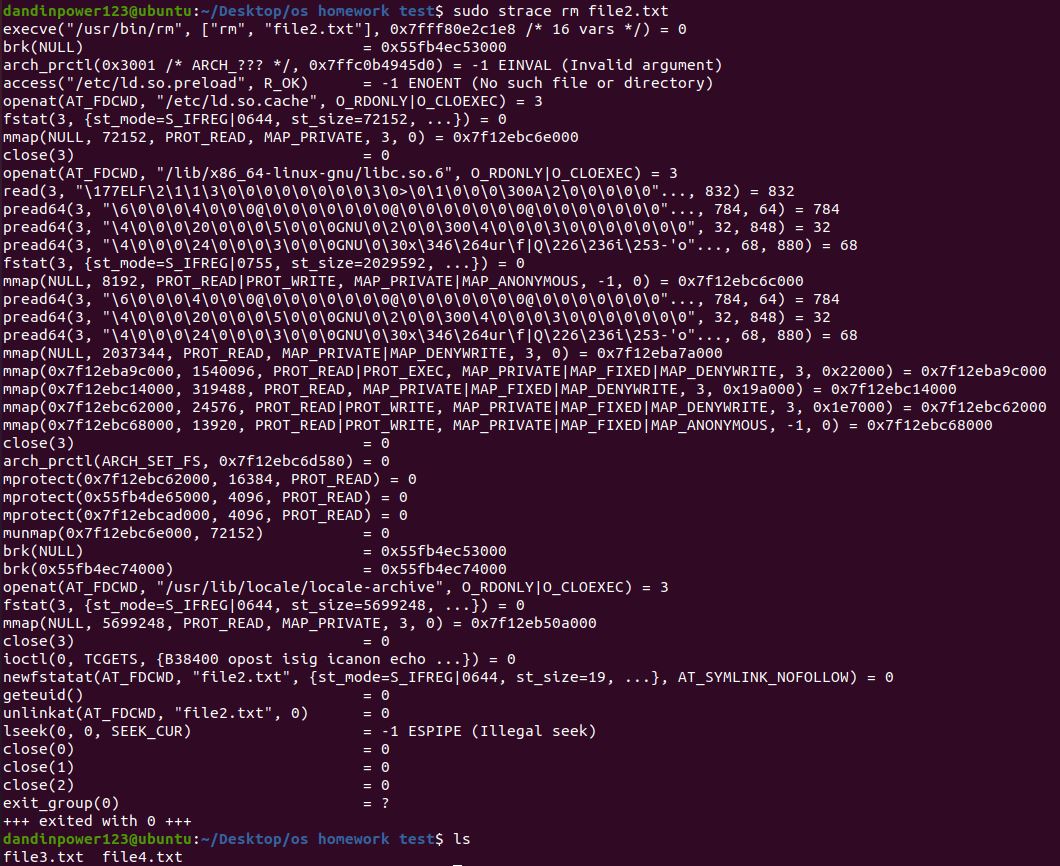 dandinpower123@ubuntu:~/Desktop/os homework test$ sudo strace rm file2.txt
execve("/usr/bin/rm", ["rm", "file2.txt"], 0x7fff80e2c1e8 /* 16 vars */) = 0
brk(NULL)                               = 0x55fb4ec53000
arch_prctl(0x3001 /* ARCH_??? */, 0x7ffc0b4945d0) = -1 EINVAL (Invalid argument)
access("/etc/ld.so.preload", R_OK)      = -1 ENOENT (No such file or directory)
openat(AT_FDCWD, "/etc/ld.so.cache", O_RDONLY|O_CLOEXEC) = 3
fstat(3, {st_mode=S_IFREG|0644, st_size=72152, ...}) = 0
mmap(NULL, 72152, PROT_READ, MAP_PRIVATE, 3, 0) = 0x7f12ebc6e000
close(3)                                = 0
openat(AT_FDCWD, "/lib/x86_64-linux-gnu/libc.so.6", O_RDONLY|O_CLOEXEC) = 3
read(3, "\177ELF\2\1\1\3\0\0\0\0\0\0\0\0\3\0>\0\1\0\0\0\300A\2\0\0\0\0\0"..., 832) = 832
pread64(3, "\6\0\0\0\4\0\0\0@\0\0\0\0\0\0\0@\0\0\0\0\0\0\0@\0\0\0\0\0\0\0"..., 784, 64) = 784
pread64(3, "\4\0\0\0\20\0\0\0\5\0\0\0GNU\0\2\0\0\300\4\0\0\0\3\0\0\0\0\0\0\0", 32, 848) = 32
pread64(3, "\4\0\0\0\24\0\0\0\3\0\0\0GNU\0\30x\346\264ur\f|Q\226\236i\253-'o"..., 68, 880) = 68
fstat(3, {st_mode=S_IFREG|0755, st_size=2029592, ...}) = 0
mmap(NULL, 8192, PROT_READ|PROT_WRITE, MAP_PRIVATE|MAP_ANONYMOUS, -1, 0) = 0x7f12ebc6c000
pread64(3, "\6\0\0\0\4\0\0\0@\0\0\0\0\0\0\0@\0\0\0\0\0\0\0@\0\0\0\0\0\0\0"..., 784, 64) = 784
pread64(3, "\4\0\0\0\20\0\0\0\5\0\0\0GNU\0\2\0\0\300\4\0\0\0\3\0\0\0\0\0\0\0", 32, 848) = 32
pread64(3, "\4\0\0\0\24\0\0\0\3\0\0\0GNU\0\30x\346\264ur\f|Q\226\236i\253-'o"..., 68, 880) = 68
mmap(NULL, 2037344, PROT_READ, MAP_PRIVATE|MAP_DENYWRITE, 3, 0) = 0x7f12eba7a000
mmap(0x7f12eba9c000, 1540096, PROT_READ|PROT_EXEC, MAP_PRIVATE|MAP_FIXED|MAP_DENYWRITE, 3, 0x22000) = 0x7f12eba9c000
mmap(0x7f12ebc14000, 319488, PROT_READ, MAP_PRIVATE|MAP_FIXED|MAP_DENYWRITE, 3, 0x19a000) = 0x7f12ebc14000
mmap(0x7f12ebc62000, 24576, PROT_READ|PROT_WRITE, MAP_PRIVATE|MAP_FIXED|MAP_DENYWRITE, 3, 0x1e7000) = 0x7f12ebc62000
mmap(0x7f12ebc68000, 13920, PROT_READ|PROT_WRITE, MAP_PRIVATE|MAP_FIXED|MAP_ANONYMOUS, -1, 0) = 0x7f12ebc68000
close(3)                                = 0
arch_prctl(ARCH_SET_FS, 0x7f12ebc6d580) = 0
mprotect(0x7f12ebc62000, 16384, PROT_READ) = 0
mprotect(0x55fb4de65000, 4096, PROT_READ) = 0
mprotect(0x7f12ebcad000, 4096, PROT_READ) = 0
munmap(0x7f12ebc6e000, 72152)           = 0
brk(NULL)                               = 0x55fb4ec53000
brk(0x55fb4ec74000)                     = 0x55fb4ec74000
openat(AT_FDCWD, "/usr/lib/locale/locale-archive", O_RDONLY|O_CLOEXEC) = 3
fstat(3, {st_mode=S_IFREG|0644, st_size=5699248, ...}) = 0
mmap(NULL, 5699248, PROT_READ, MAP_PRIVATE, 3, 0) = 0x7f12eb50a000
close(3)                                = 0
ioctl(0, TCGETS, {B38400 opost isig icanon echo ...}) = 0
newfstatat(AT_FDCWD, "file2.txt", {st_mode=S_IFREG|0644, st_size=19, ...}, AT_SYMLINK_NOFOLLOW) = 0
geteuid()                               = 0
unlinkat(AT_FDCWD, "file2.txt", 0)      = 0
lseek(0, 0, SEEK_CUR)                   = -1 ESPIPE (Illegal seek)
close(0)                                = 0
close(1)                                = 0
close(2)                                = 0
exit_group(0)                           = ?
+++ exited with 0 +++
dandinpower123@ubuntu:~/Desktop/os homework test$ ls
file3.txt  file4.txt